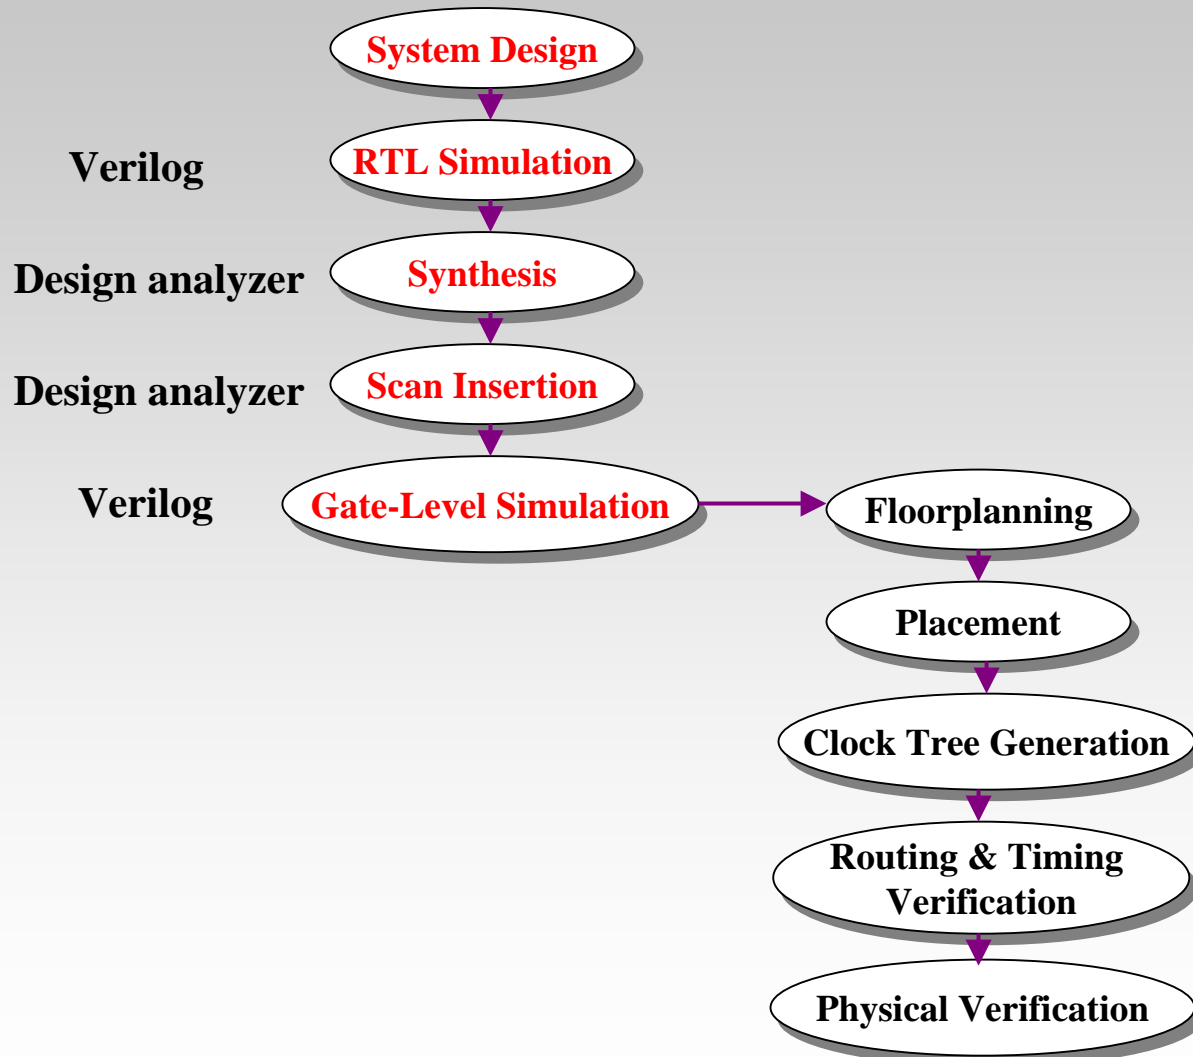 System Design
Verilog
RTL Simulation
Design analyzer
Synthesis
Design analyzer
Scan Insertion
Verilog
Gate-Level Simulation
Floorplanning
Placement
Clock Tree Generation
Routing & Timing
Verification
Physical Verification